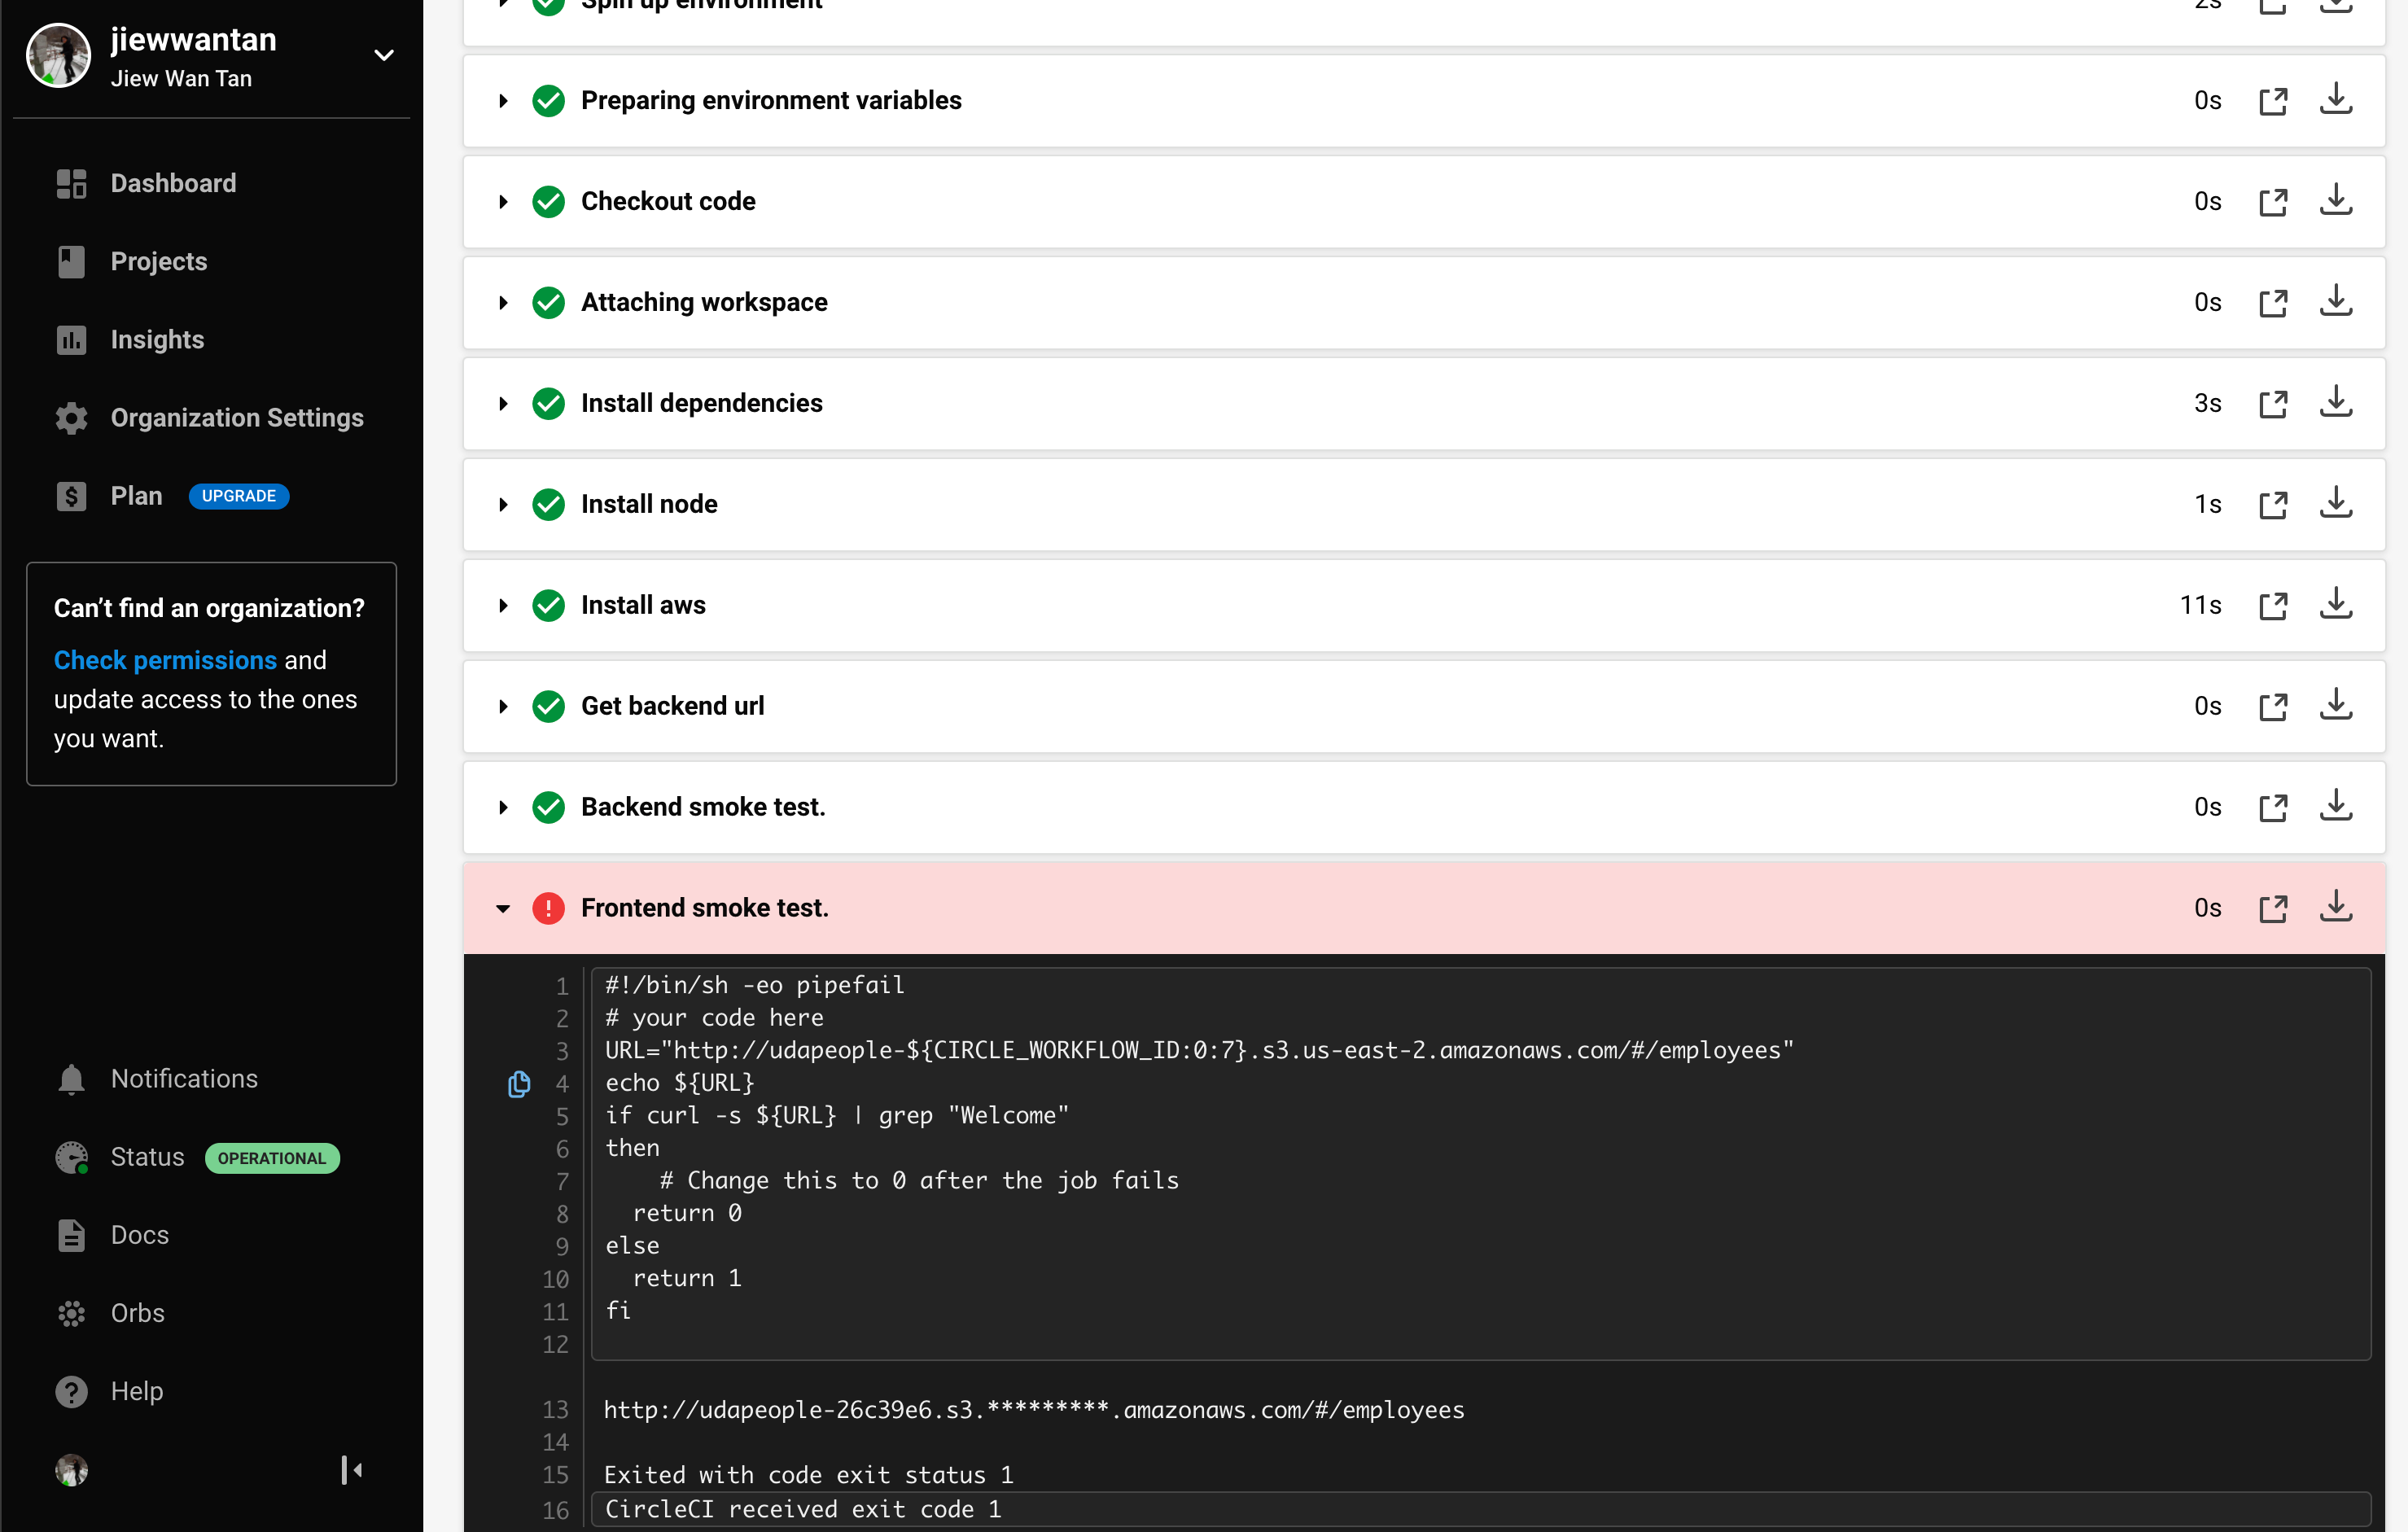 jiewwantan
Jiew Wan Tan
Dashboard
Projects
Insights
Organization Settings
Plan UPGRADE
Can’t find an organization?
Check permissions and
update access to the ones
you want.
Notifications
Status OPERATIONAL
Docs
Orbs
Help
Spin up environment 2s
Preparing environment variables 0s
Checkout code 0s
Attaching workspace 0s
Install dependencies 3s
Install node 1s
Install aws 11s
Get backend url 0s
Backend smoke test. 0s
Frontend smoke test. 0s
1 #!/bin/sh -eo pipefail
2 # your code here
3 URL="http://udapeople-${CIRCLE_WORKFLOW_ID:0:7}.s3.us-east-2.amazonaws.com/#/employees"
4 echo ${URL}
5 if curl -s ${URL} | grep "Welcome"
6 then
7     # Change this to 0 after the job fails
8   return 0
9 else
10   return 1
11 fi
12
13 http://udapeople-26c39e6.s3.*********.amazonaws.com/#/employees
14
15 Exited with code exit status 1
16 CircleCI received exit code 1